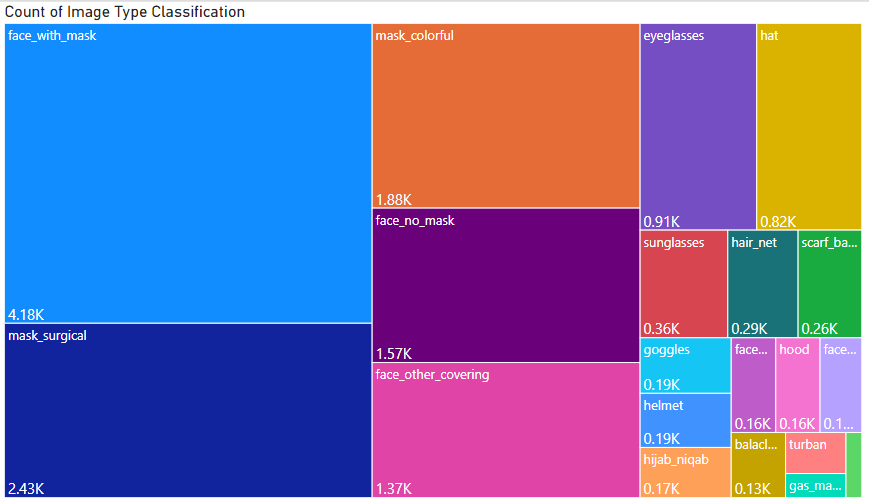 Count of Image Type Classification
face_with_mask
4.18K
mask_surgical
2.43K
mask_colorful
1.88K
face_no_mask
1.57K
face_other_covering
1.37K
eyeglasses
0.91K
hat
0.82K
sunglasses
0.36K
hair_net
0.29K
scarf_ba...
0.26K
goggles
0.19K
helmet
0.19K
hijab_niqab
0.17K
face...
0.16K
hood
0.16K
face...
0.1...
balacl...
0.13K
turban
gas_ma...